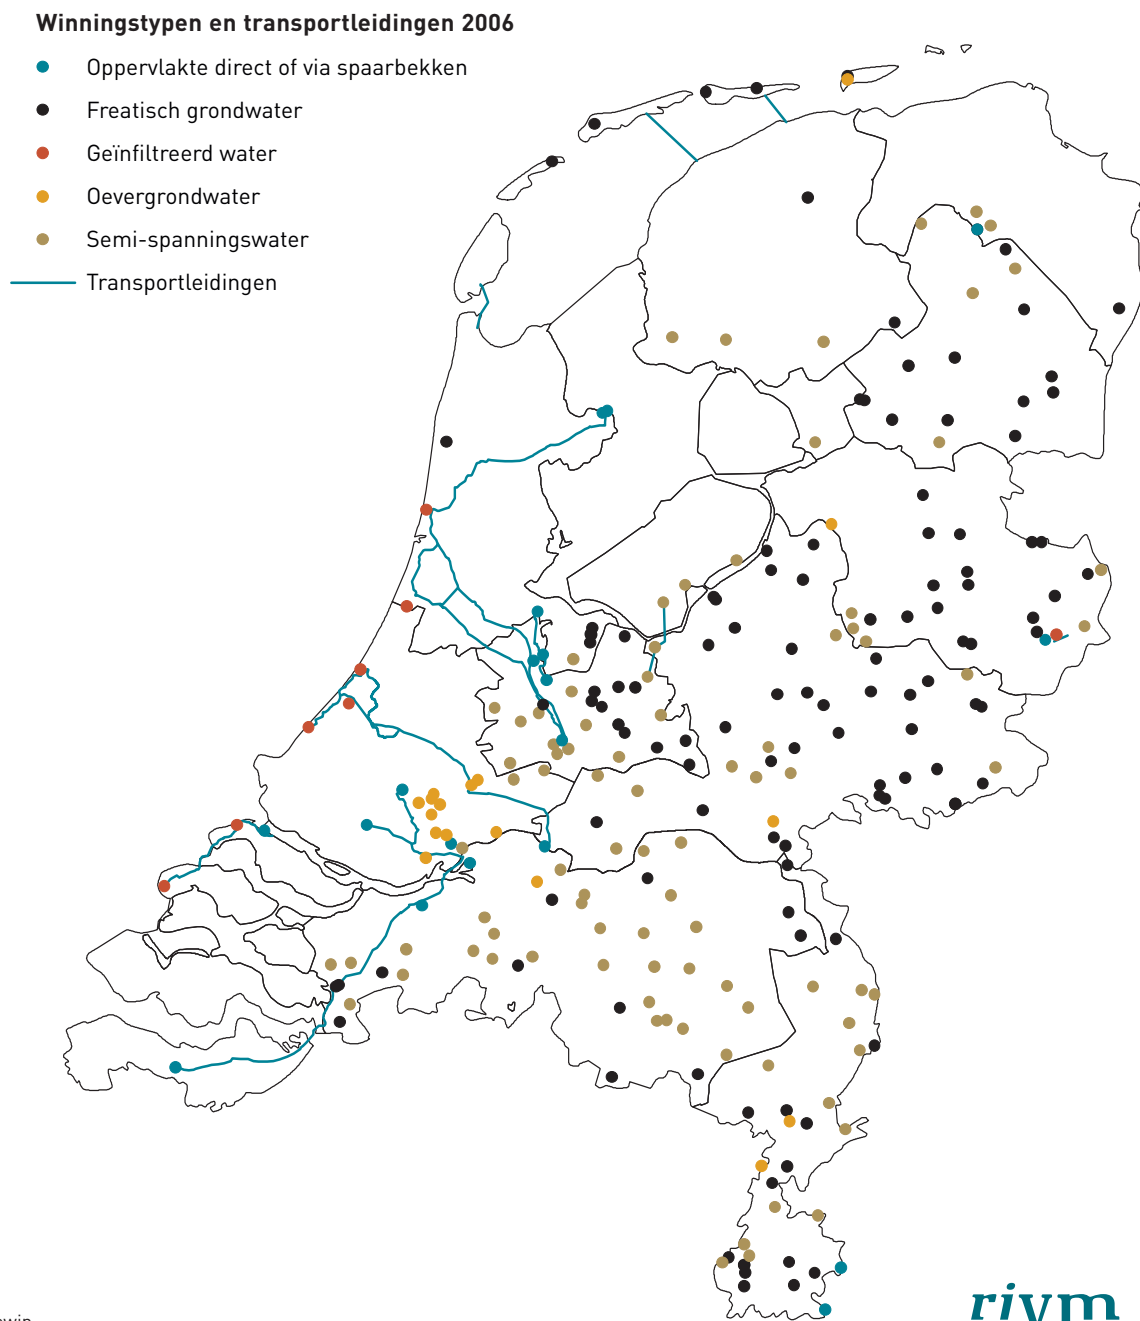 Winningstypen en transportleidingen 2006
Oppervlakte direct of via spaarbekken
Freatisch grondwater
Geïnfiltreerd water
Oevergrondwater
Semi-spanningswater
Transportleidingen
rivm